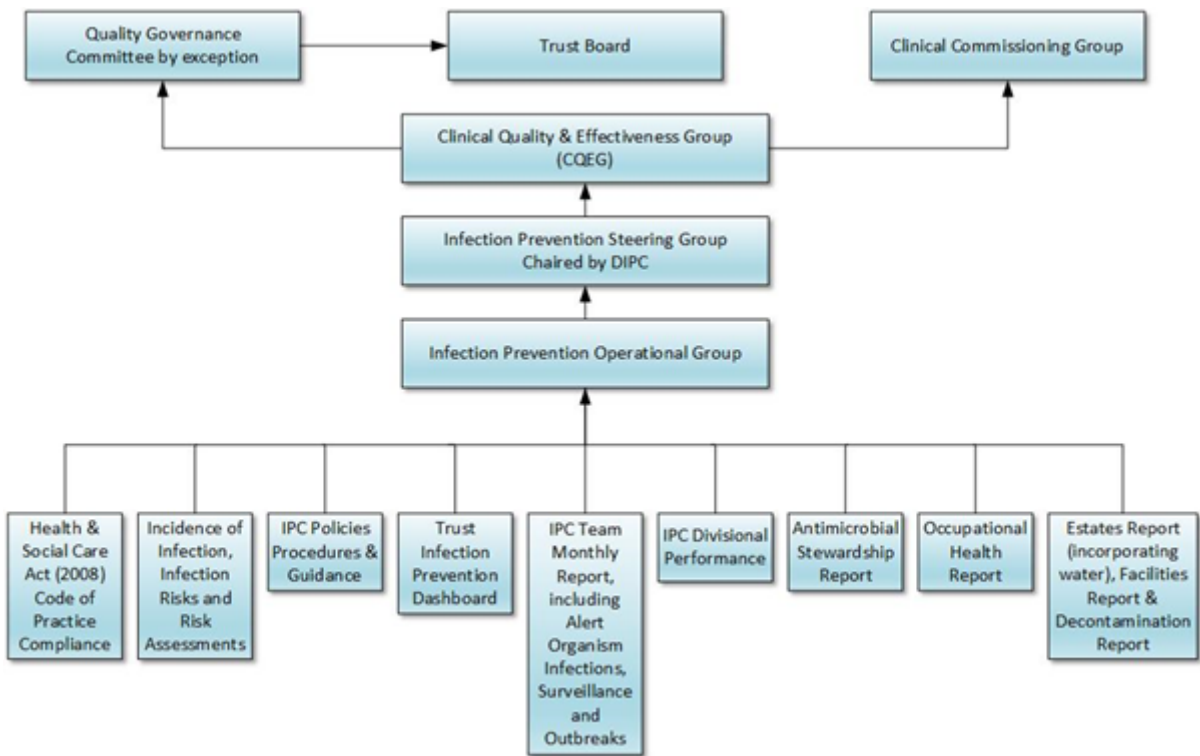 Quality Governance
Committee by exception
Trust Board
Clinical Commissioning Group
Clinical Quality & Effectiveness Group
(CQEG)
Infection Prevention Steering Group
Chaired by DIPC
Infection Prevention Operational Group
Health &
Social Care
Act (2008)
Code of
Practice
Compliance
Incidence of
Infection,
Infection
Risks and
Risk
Assessments
IPC Policies
Procedures &
Guidance
Trust
Infection
Prevention
Dashboard
IPC Team
Monthly
Report,
including
Alert
Organism
Infections,
Surveillance
and
Outbreaks
IPC Divisional
Performance
Antimicrobial
Stewardship
Report
Occupational
Health
Report
Estates Report
(incorporating
water), Facilities
Report &
Decontamination
Report